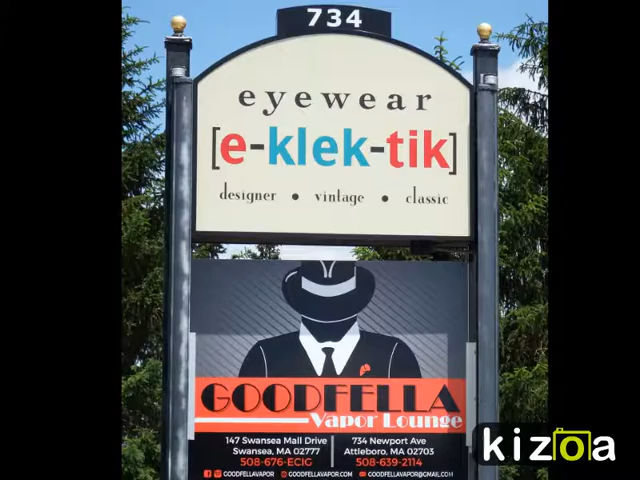 734
eyewear
[e-klek-tik]
designer • vintage • classic
GOODFELLA
Vapor Lounge
147 Swansea Mall Drive
Swansea, MA 02777
508-676-ECIG
734 Newport Ave
Attleboro, MA 02703
508-639-2114
GOODFELLAVAPOR GOODFELLAVAPOR.COM GOODFELLAVAPOR@GMAIL.COM
kizoa